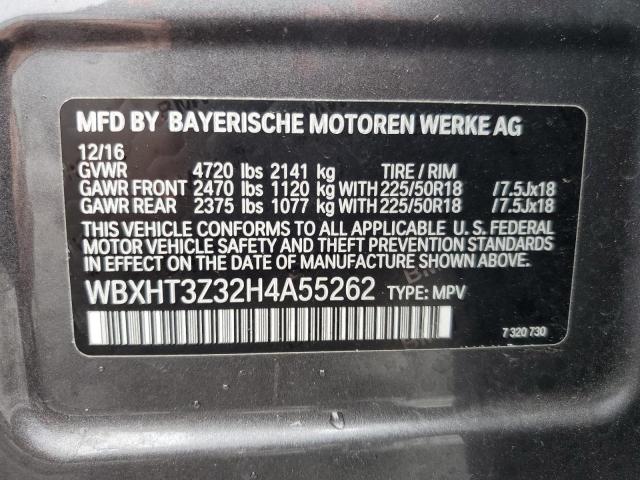 MFD BY BAYERISCHE MOTOREN WERKE AG
12/16
GVWR 4720 lbs 2141 kg TIRE / RIM
GAWR FRONT 2470 lbs 1120 kg WITH 225/50R18 /7.5Jx18
GAWR REAR 2375 lbs 1077 kg WITH 225/50R18 /7.5Jx18
THIS VEHICLE CONFORMS TO ALL APPLICABLE U. S. FEDERAL
MOTOR VEHICLE SAFETY AND THEFT PREVENTION STANDARDS
IN EFFECT ON THE DATE OF MANUFACTURE SHOWN ABOVE.
WBXHT3Z32H4A55262 TYPE: MPV
7 320 730